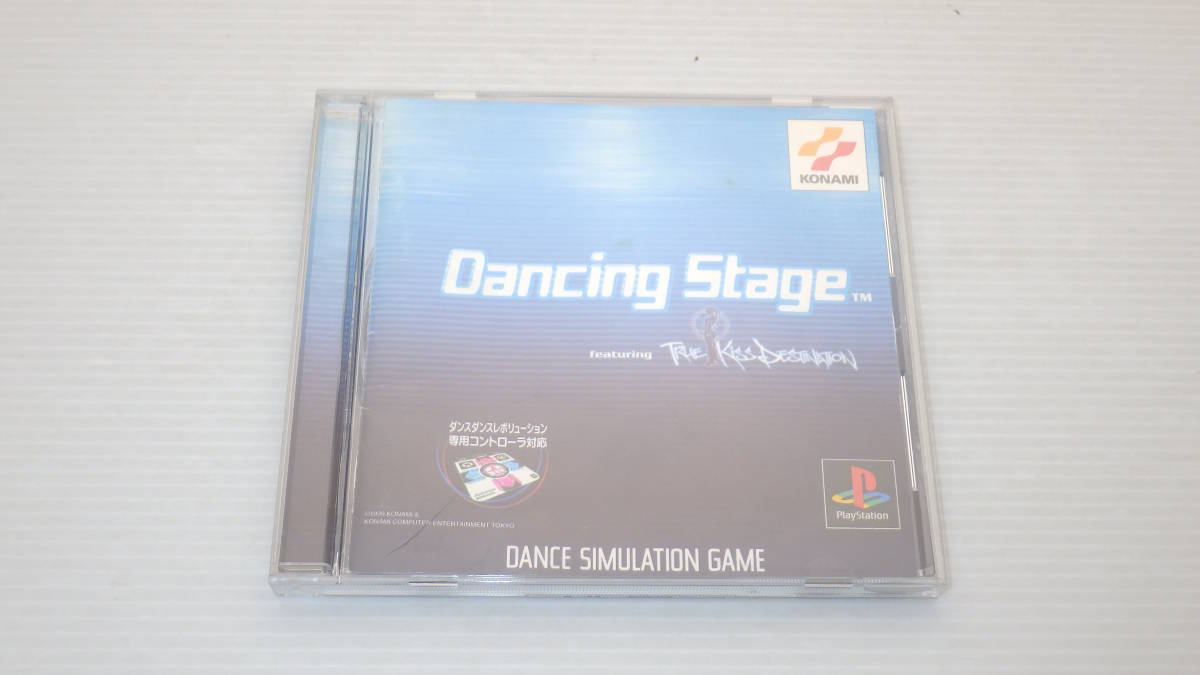 KONAMI
Dancing Stage™
featuring TRUE KISS DESTINATION
ダンスダンスレボリューション
専用コントローラ対応
©1999 KONAMI &
KONAMI COMPUTER ENTERTAINMENT TOKYO
PlayStation
DANCE SIMULATION GAME